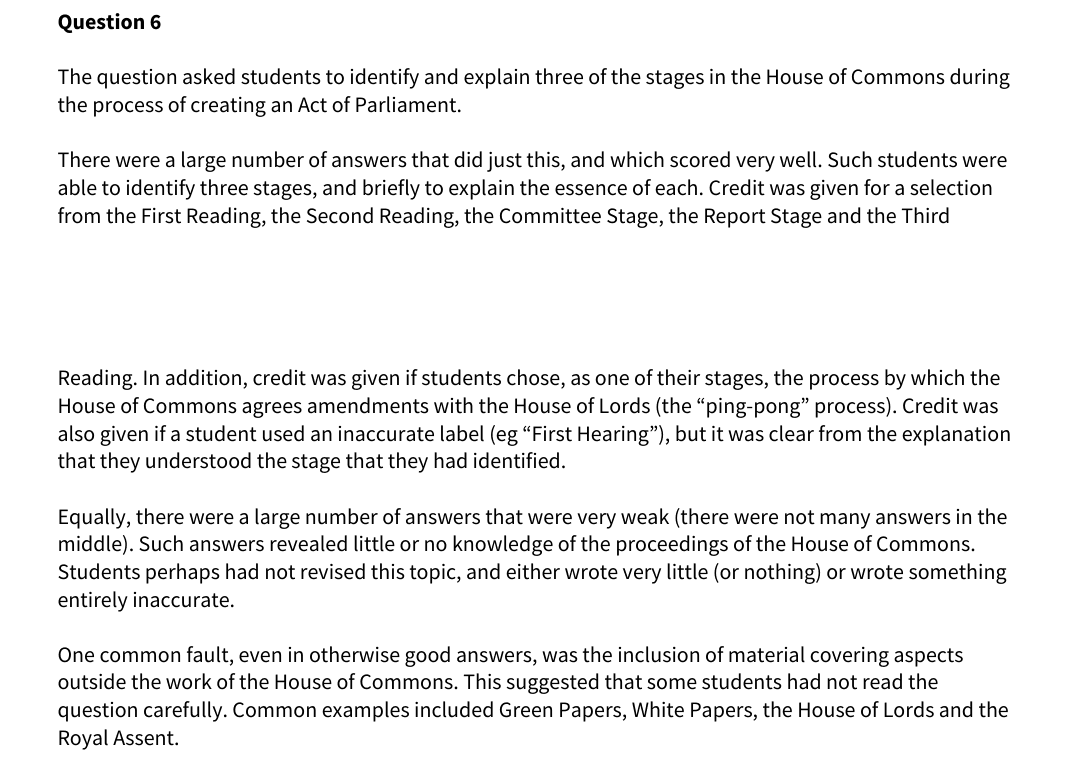 Question 6
The question asked students to identify and explain three of the stages in the House of Commons during
the process of creating an Act of Parliament.
There were a large number of answers that did just this, and which scored very well. Such students were
able to identify three stages, and briefly to explain the essence of each. Credit was given for a selection
from the First Reading, the Second Reading, the Committee Stage, the Report Stage and the Third
Reading. In addition, credit was given if students chose, as one of their stages, the process by which the
House of Commons agrees amendments with the House of Lords (the “ping-pong” process). Credit was
also given if a student used an inaccurate label (eg “First Hearing”), but it was clear from the explanation
that they understood the stage that they had identified.
Equally, there were a large number of answers that were very weak (there were not many answers in the
middle). Such answers revealed little or no knowledge of the proceedings of the House of Commons.
Students perhaps had not revised this topic, and either wrote very little (or nothing) or wrote something
entirely inaccurate.
One common fault, even in otherwise good answers, was the inclusion of material covering aspects
outside the work of the House of Commons. This suggested that some students had not read the
question carefully. Common examples included Green Papers, White Papers, the House of Lords and the
Royal Assent.